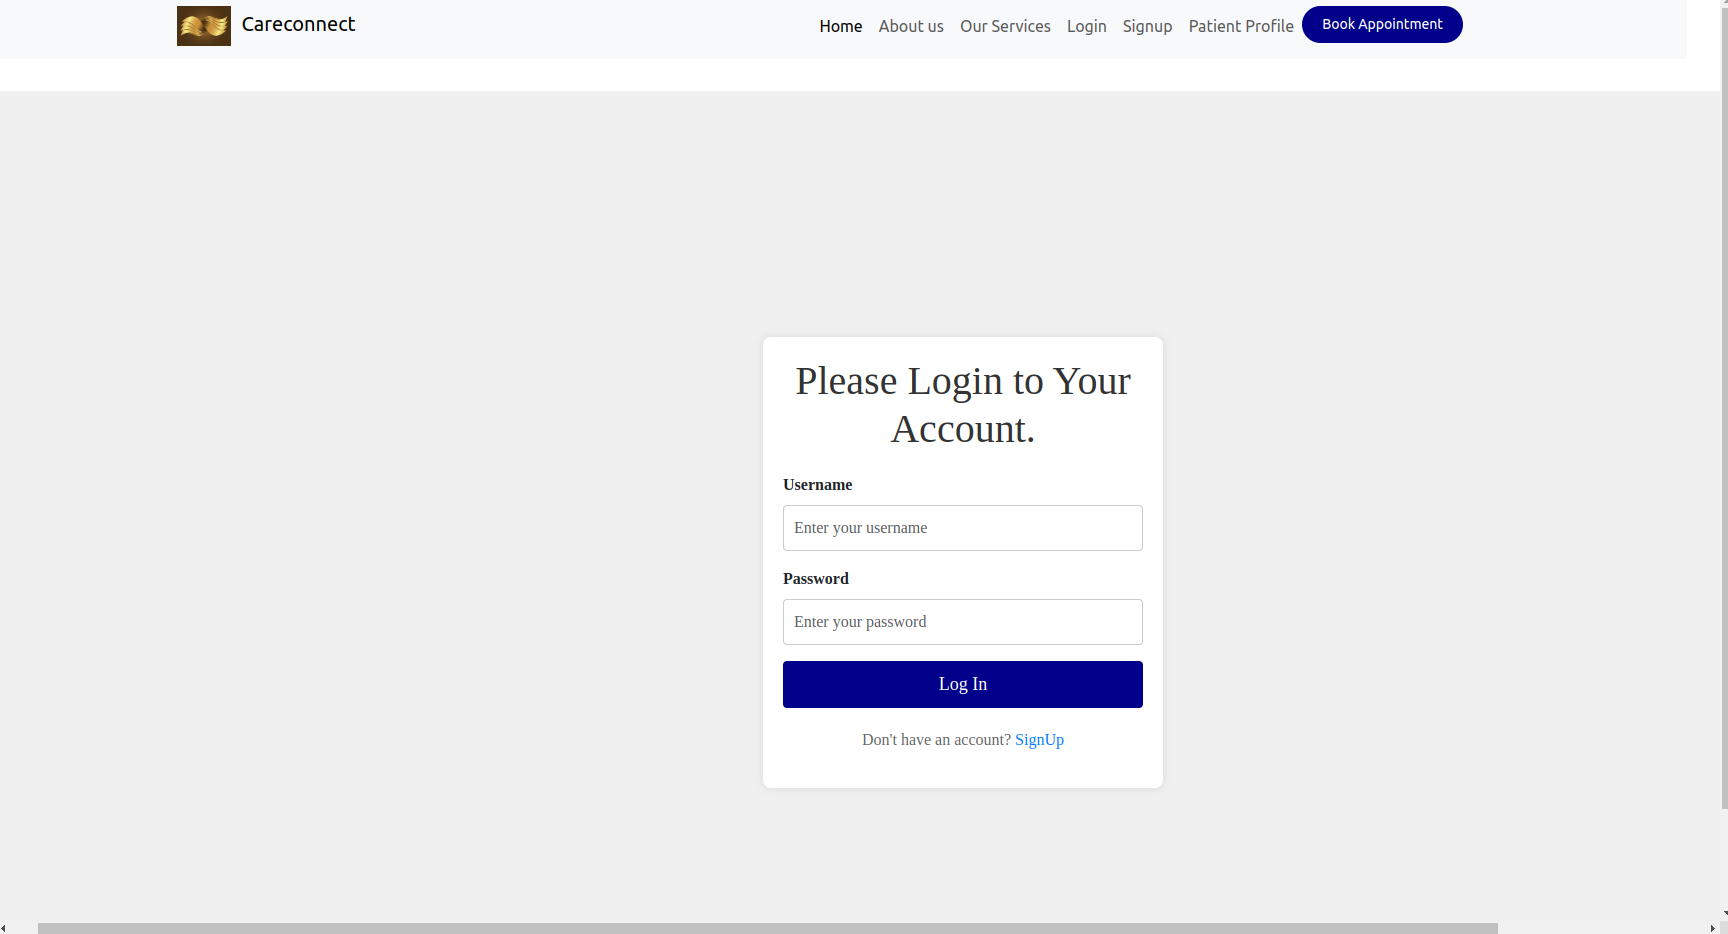 Careconnect
Home About us Our Services Login Signup Patient Profile Book Appointment
Please Login to Your
Account.
Username
Enter your username
Password
Enter your password
Log In
Don't have an account? SignUp